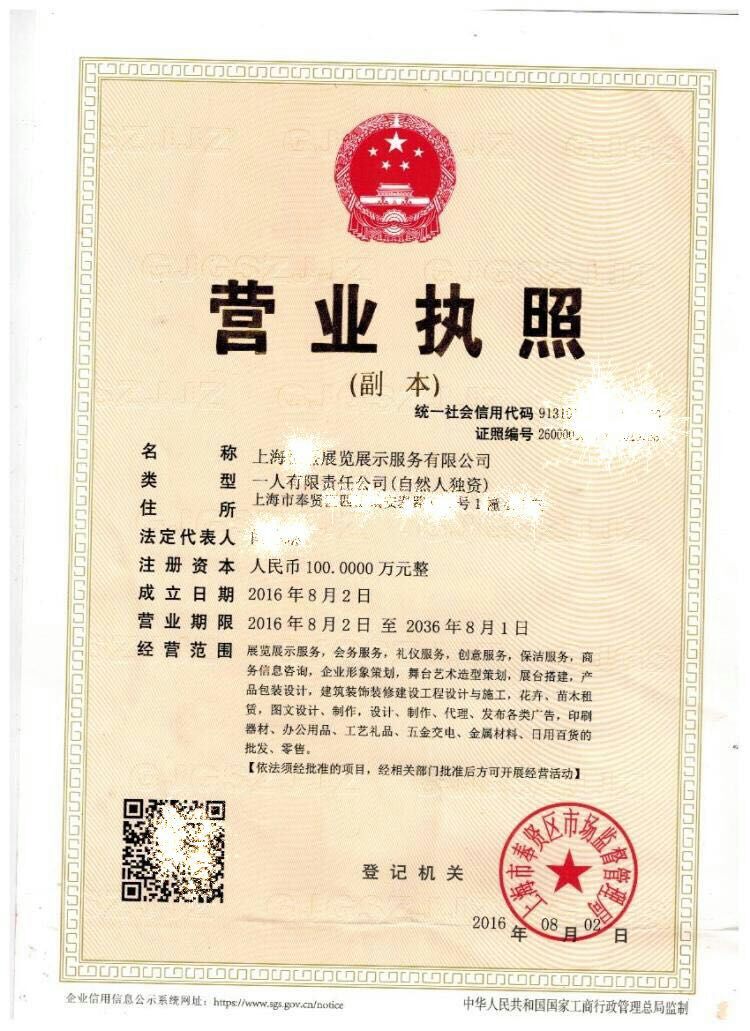 营业执照
(副 本)
统一社会信用代码 9131
证照编号 260000
名 称 上海 展览展示服务有限公司
类 型 一人有限责任公司(自然人独资)
住 所 上海市奉贤 号1幢
法定代表人
注册资本 人民币100.0000万元整
成立日期 2016年8月2日
营业期限 2016年8月2日 至 2036年8月1日
经营范围 展览展示服务，会务服务，礼仪服务，创意服务，保洁服务，商
务信息咨询，企业形象策划，舞台艺术造型策划，展台搭建，产
品包装设计，建筑装饰装修建设工程设计与施工，花卉、苗木租
赁，图文设计、制作，设计、制作、代理、发布各类广告，印刷
器材、办公用品、工艺礼品、五金交电、金属材料、日用百货的
批发、零售。
【依法须经批准的项目，经相关部门批准后方可开展经营活动】
登记机关
上海市奉贤区市场监督管理局
2016年08月02日
企业信用信息公示系统网址：https://www.sgs.gov.cn/notice
中华人民共和国国家工商行政管理总局监制